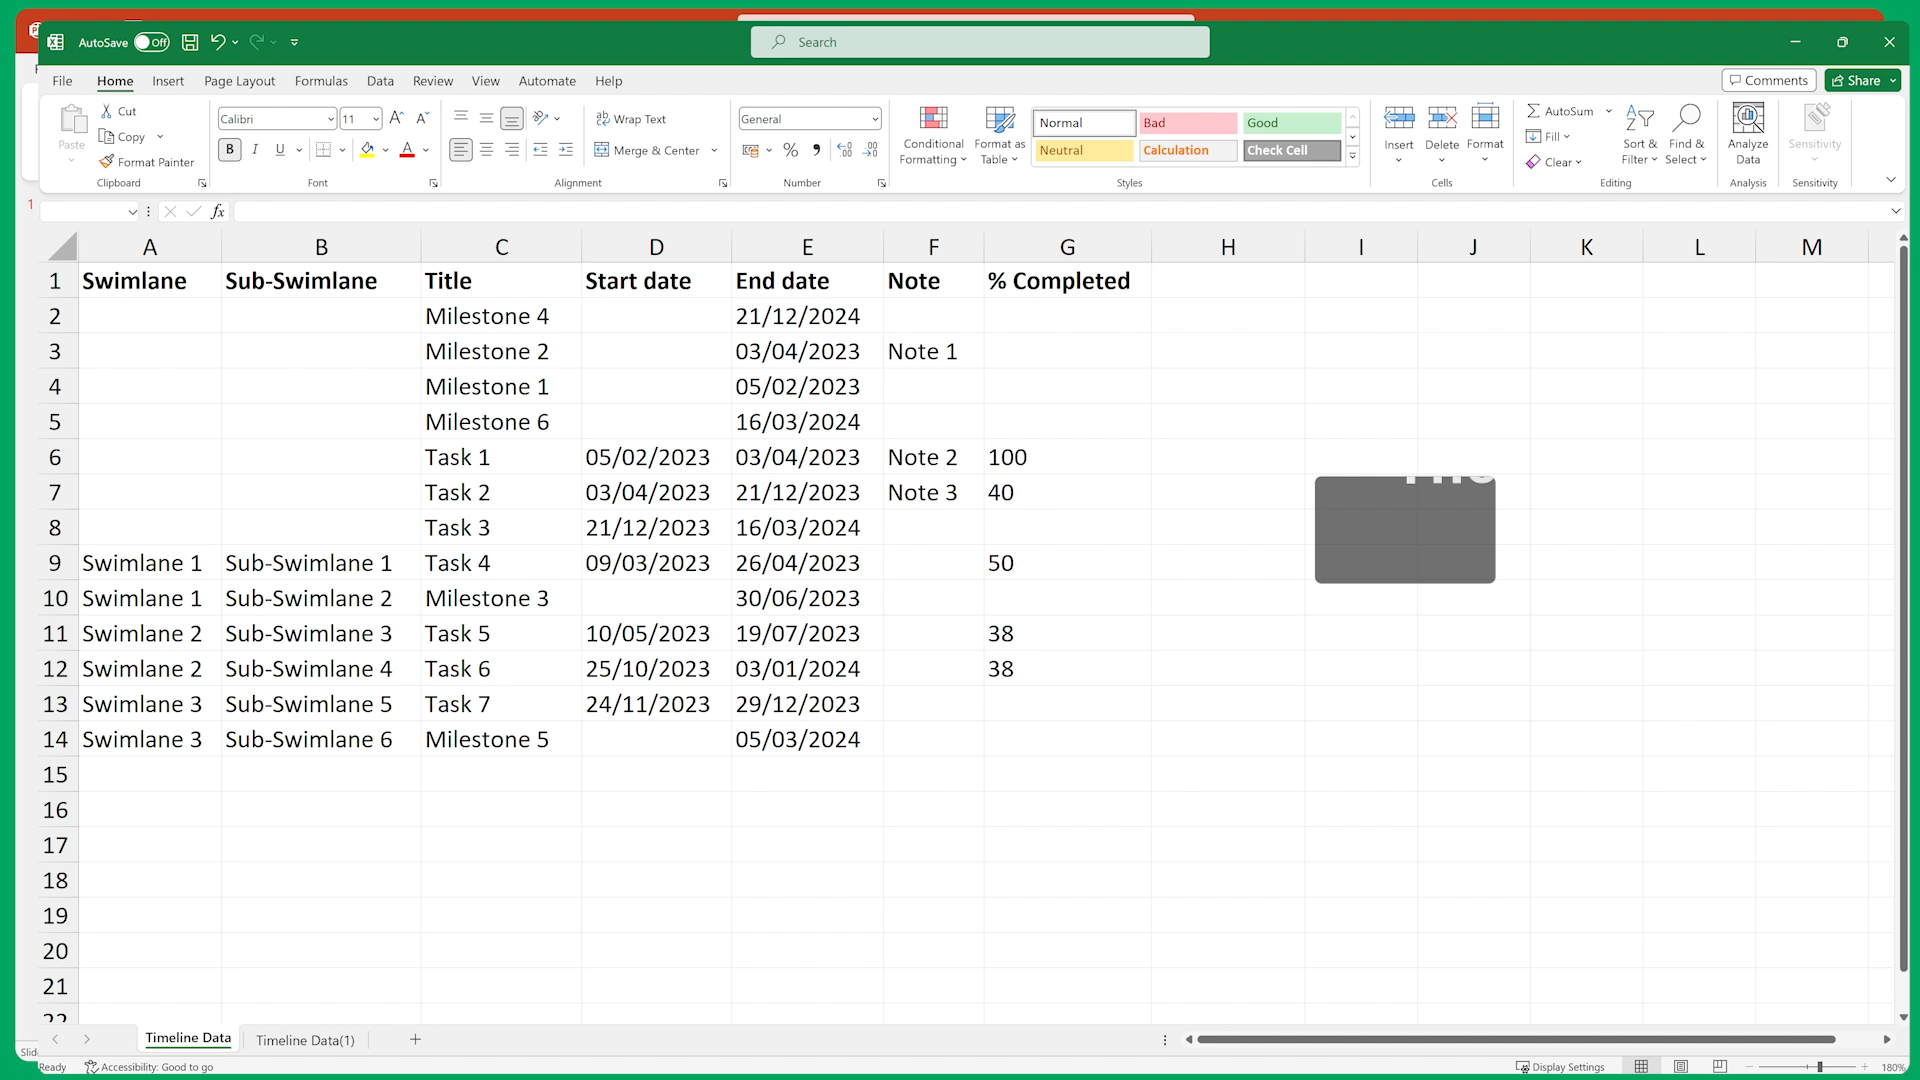 AutoSave Off
Search
File Home Insert Page Layout Formulas Data Review View Automate Help
Comments Share
Paste
Cut
Copy
Format Painter
Clipboard
Calibri 11
B I U
Font
Wrap Text
Merge & Center
Alignment
General
Number
Conditional Formatting
Format as Table
Normal Bad Good
Neutral Calculation Check Cell
Styles
Insert Delete Format
Cells
AutoSum
Fill
Clear
Sort & Filter
Find & Select
Editing
Analyze Data
Analysis
Sensitivity
Sensitivity
1
fx
A B C D E F G H I J K L M
1 Swimlane Sub-Swimlane Title Start date End date Note % Completed
2 Milestone 4 21/12/2024
3 Milestone 2 03/04/2023 Note 1
4 Milestone 1 05/02/2023
5 Milestone 6 16/03/2024
6 Task 1 05/02/2023 03/04/2023 Note 2 100
7 Task 2 03/04/2023 21/12/2023 Note 3 40
8 Task 3 21/12/2023 16/03/2024
9 Swimlane 1 Sub-Swimlane 1 Task 4 09/03/2023 26/04/2023 50
10 Swimlane 1 Sub-Swimlane 2 Milestone 3 30/06/2023
11 Swimlane 2 Sub-Swimlane 3 Task 5 10/05/2023 19/07/2023 38
12 Swimlane 2 Sub-Swimlane 4 Task 6 25/10/2023 03/01/2024 38
13 Swimlane 3 Sub-Swimlane 5 Task 7 24/11/2023 29/12/2023
14 Swimlane 3 Sub-Swimlane 6 Milestone 5 05/03/2024
15
16
17
18
19
20
21
22
Timeline Data Timeline Data(1)
Slid
Ready Accessibility: Good to go Display Settings 180%